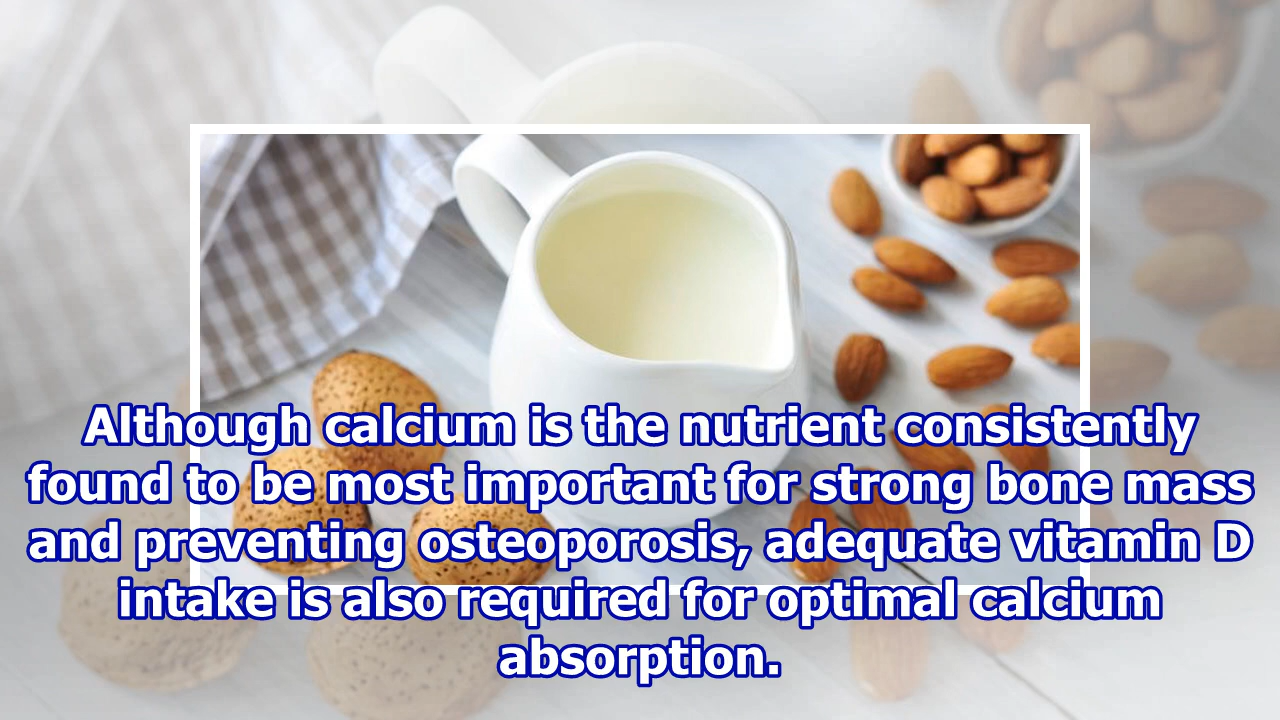 Although calcium is the nutrient consistently
found to be most important for strong bone mass
and preventing osteoporosis, adequate vitamin D
intake is also required for optimal calcium
absorption.